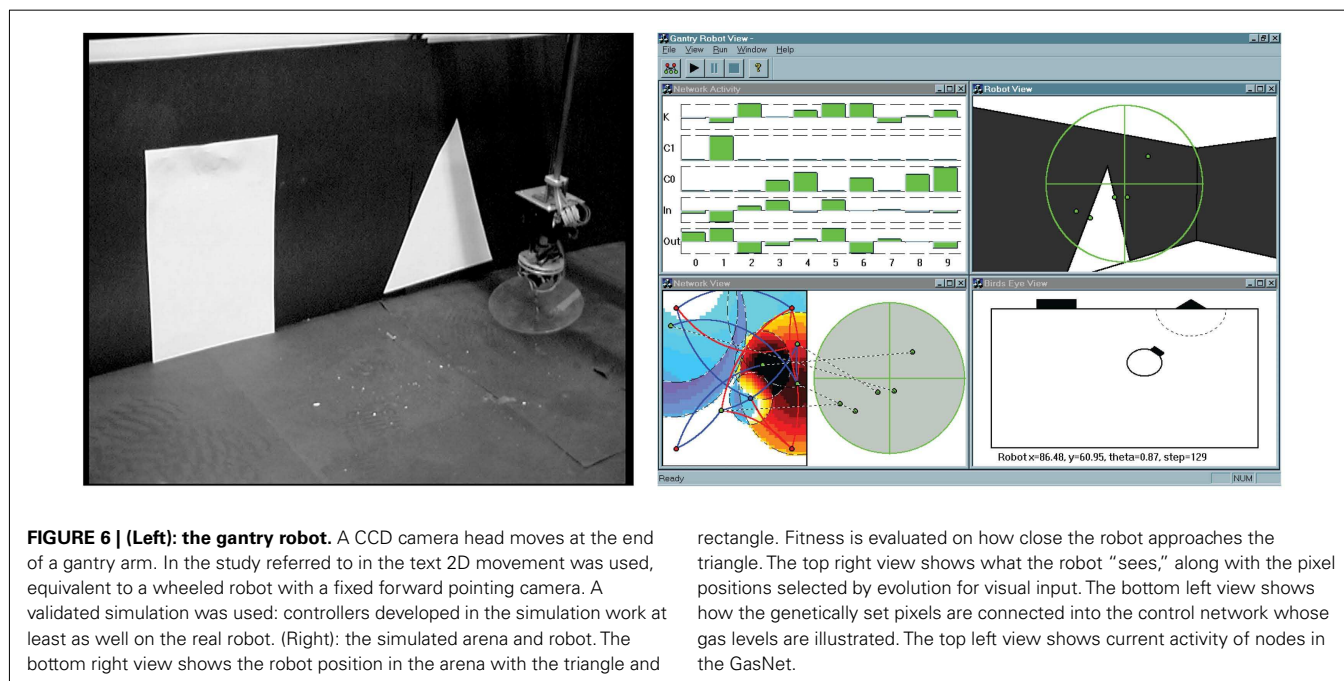 Gantry Robot View -
File View Run Window Help
Network Activity
K
C1
C0
In
Out
0 1 2 3 4 5 6 7 8 9
Robot View
Network View
Birds Eye View
Robot x=86.48, y=60.95, theta=0.87, step=129
Ready
NUM
FIGURE 6 | (Left): the gantry robot. A CCD camera head moves at the end
of a gantry arm. In the study referred to in the text 2D movement was used,
equivalent to a wheeled robot with a fixed forward pointing camera. A
validated simulation was used: controllers developed in the simulation work at
least as well on the real robot. (Right): the simulated arena and robot. The
bottom right view shows the robot position in the arena with the triangle and
rectangle. Fitness is evaluated on how close the robot approaches the
triangle. The top right view shows what the robot “sees,” along with the pixel
positions selected by evolution for visual input. The bottom left view shows
how the genetically set pixels are connected into the control network whose
gas levels are illustrated. The top left view shows current activity of nodes in
the GasNet.